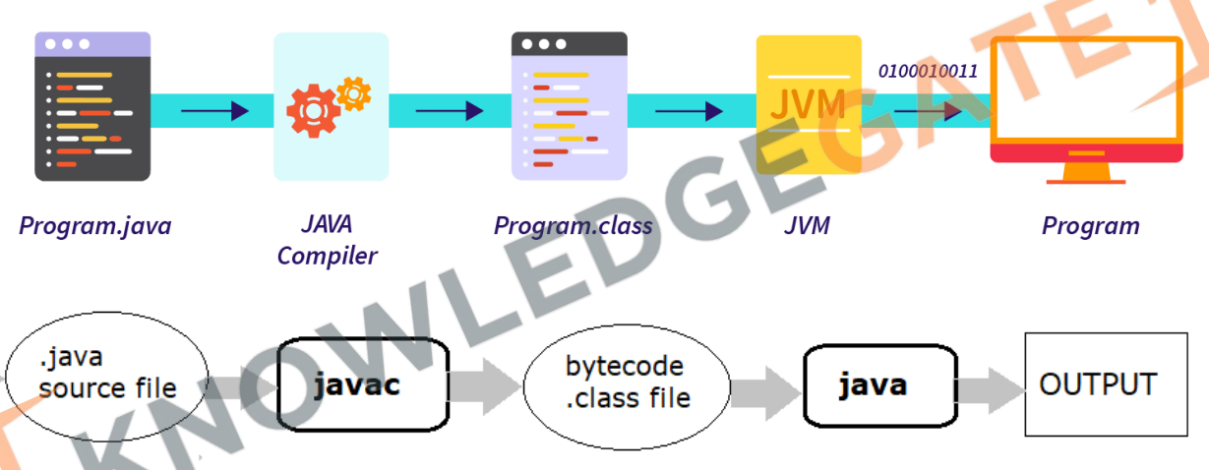 0100010011
JVM
Program.java
JAVA
Compiler
Program.class
JVM
Program
.java
source file
javac
bytecode
.class file
java
OUTPUT
KNOWLEDGEGATE